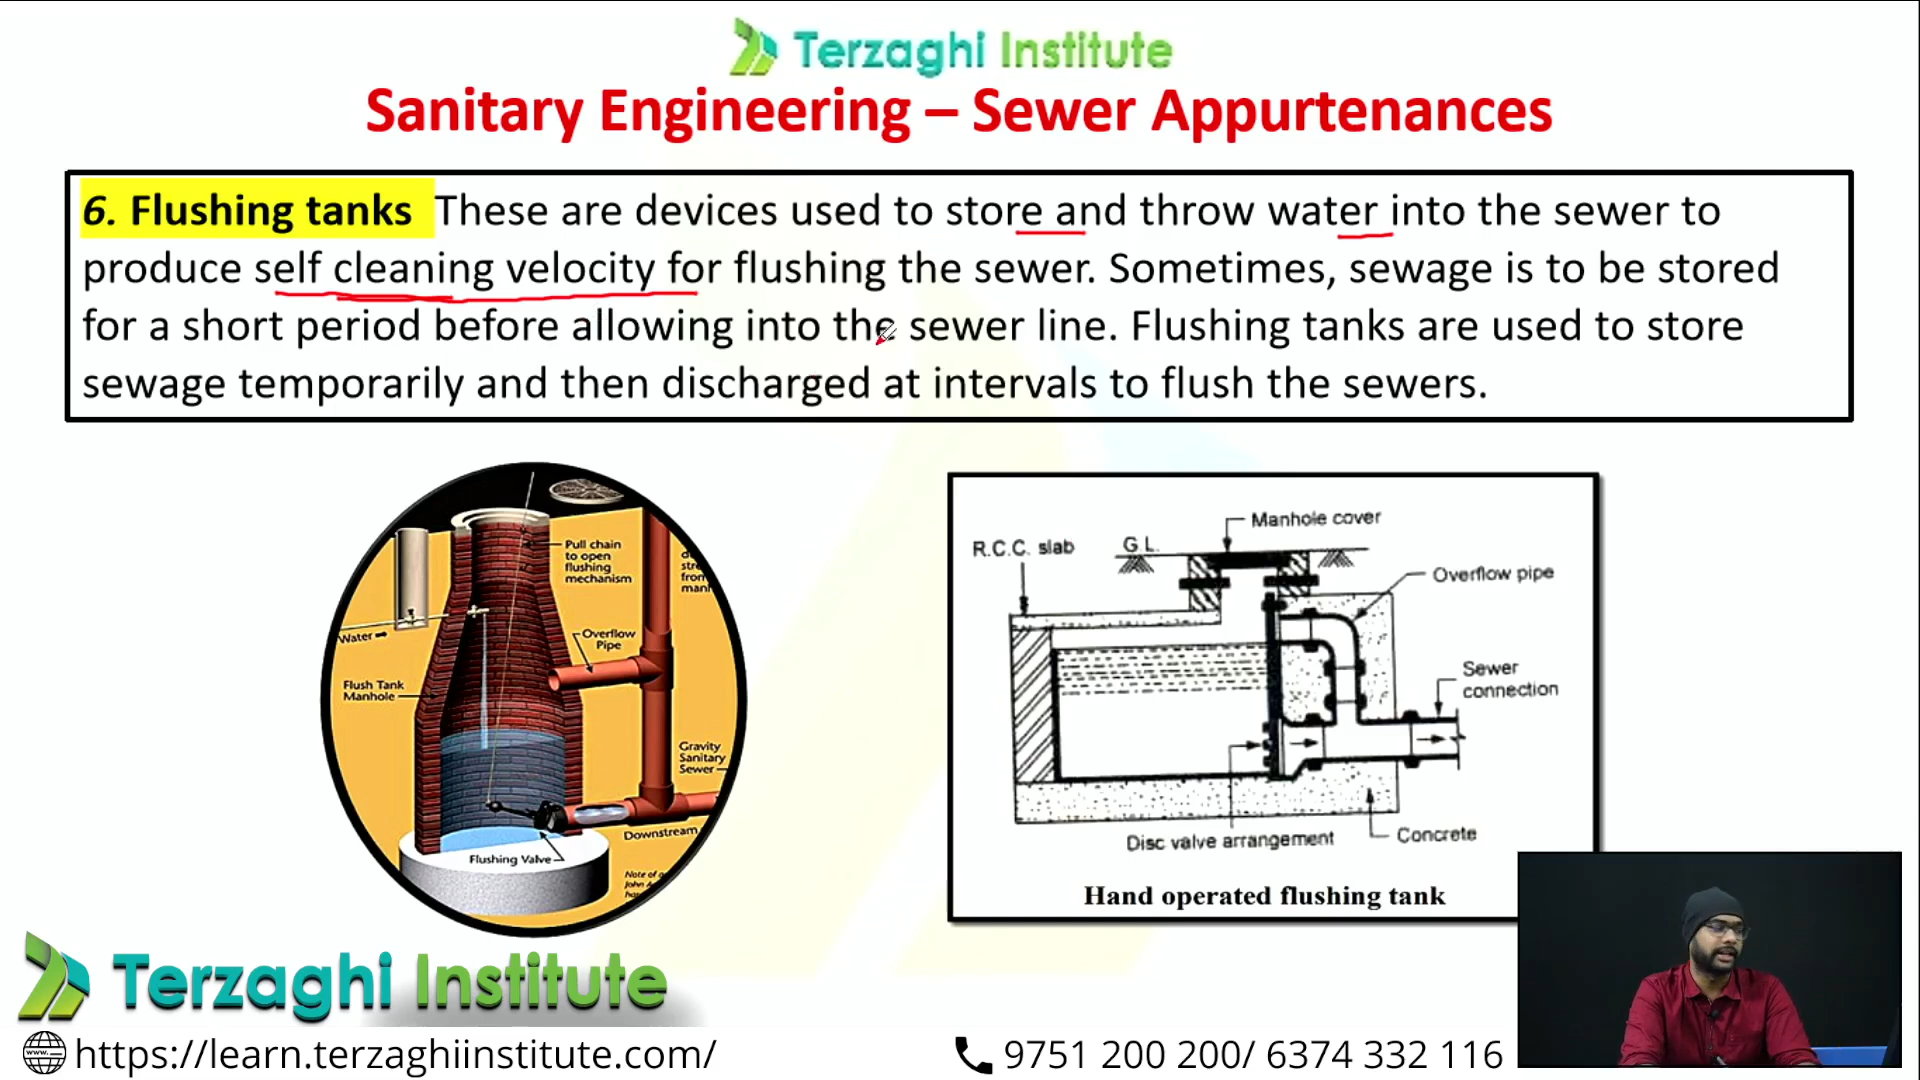 Terzaghi Institute
Sanitary Engineering – Sewer Appurtenances
6. Flushing tanks These are devices used to store and throw water into the sewer to
produce self cleaning velocity for flushing the sewer. Sometimes, sewage is to be stored
for a short period before allowing into the sewer line. Flushing tanks are used to store
sewage temporarily and then discharged at intervals to flush the sewers.
Pull chain
to open
flushing
mechanism
Water
Overflow
Pipe
Flush Tank
Manhole
Gravity
Sanitary
Sewer
Downstream
Flushing Valve
Note of
John
Manhole cover
R.C.C. slab
G.L.
Overflow pipe
Sewer
connection
Disc valve arrangement
Concrete
Hand operated flushing tank
Terzaghi Institute
www.
https://learn.terzaghiinstitute.com/
9751 200 200/ 6374 332 116